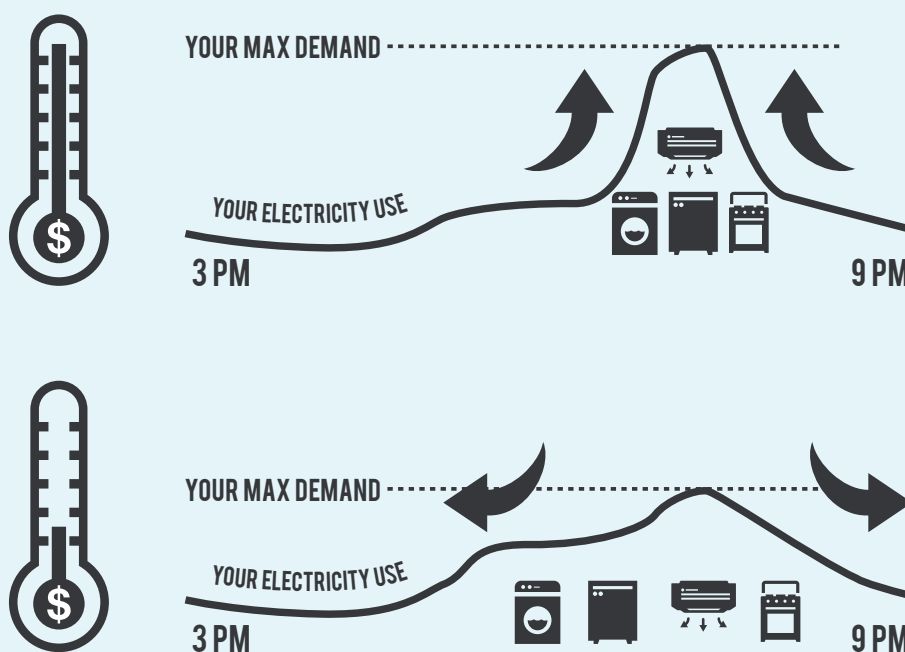 YOUR MAX DEMAND
YOUR ELECTRICITY USE
$
3 PM
9 PM
YOUR MAX DEMAND
YOUR ELECTRICITY USE
$
3 PM
9 PM